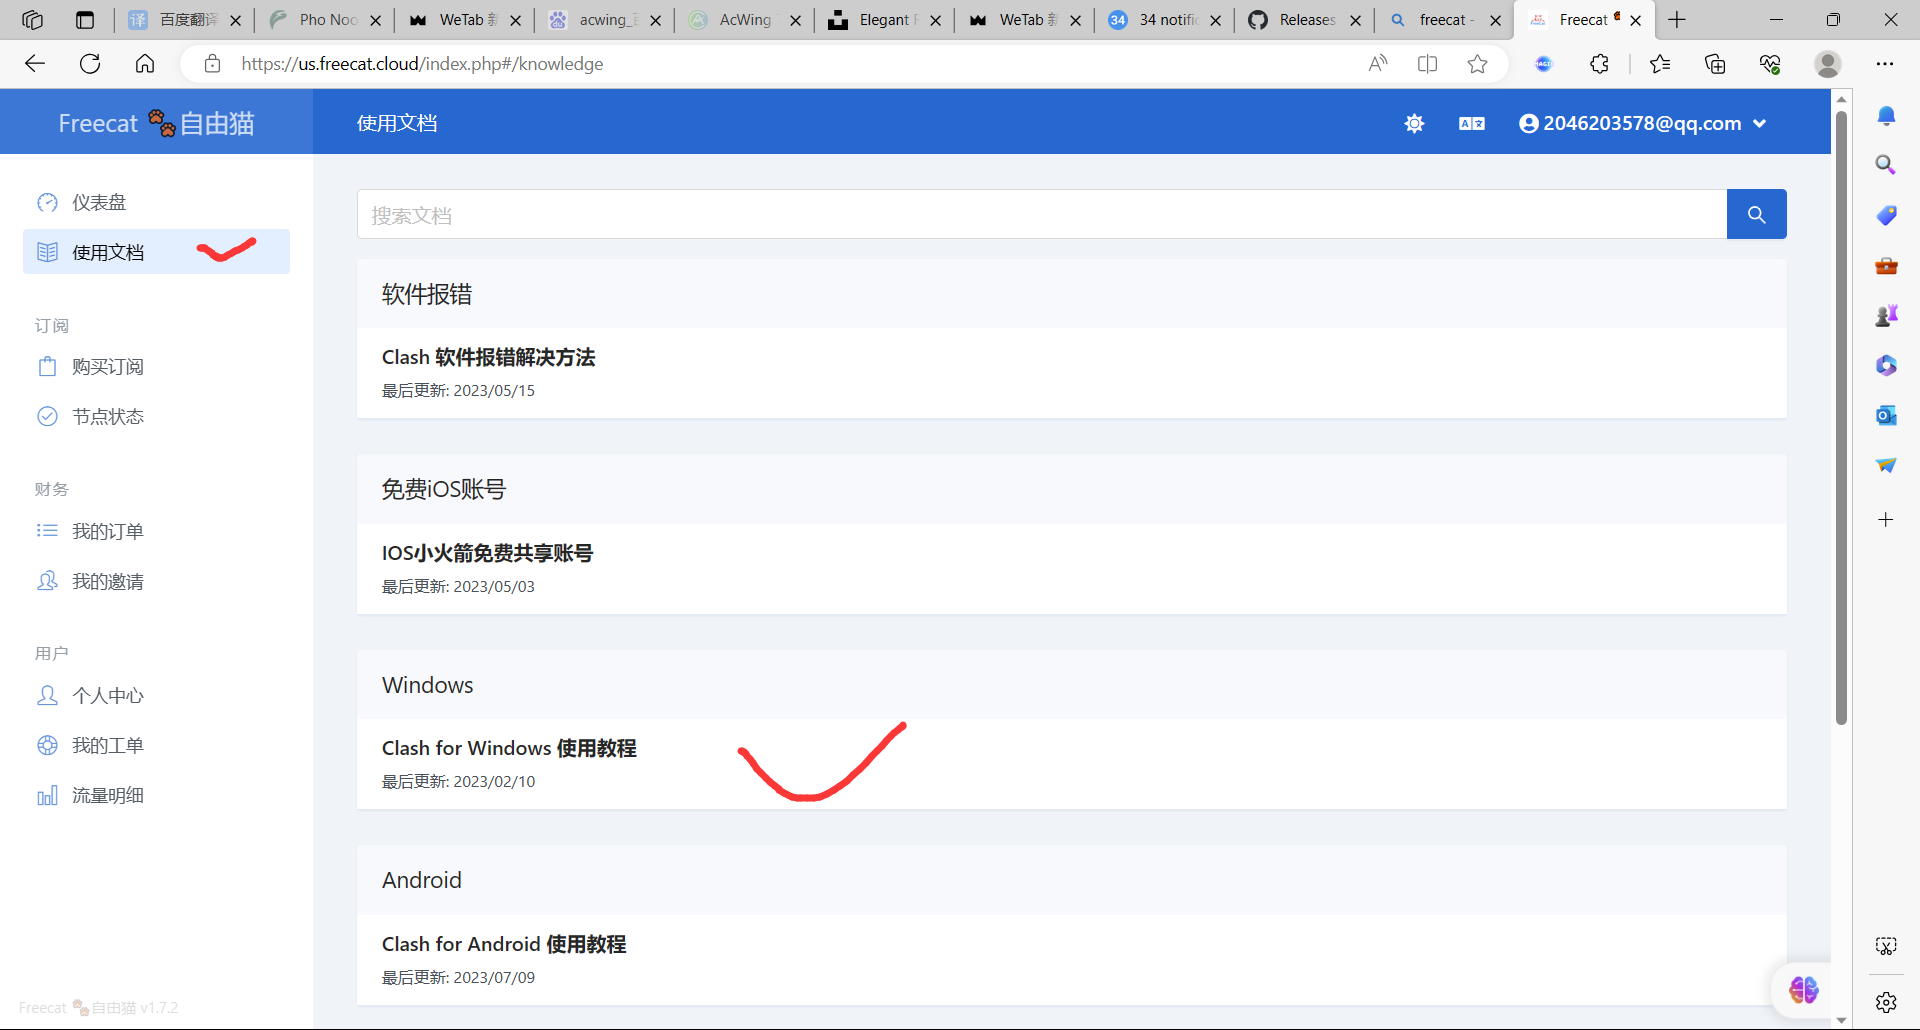 百度翻译
Pho Noo
WeTab 新
acwing_百
AcWing
Elegant F
WeTab 新
34
34 notific
Releases
freecat -
Freecat
https://us.freecat.cloud/index.php#/knowledge
Freecat 自由猫
使用文档
2046203578@qq.com
仪表盘
使用文档
订阅
购买订阅
节点状态
财务
我的订单
我的邀请
用户
个人中心
我的工单
流量明细
Freecat 自由猫 v1.7.2
搜索文档
软件报错
Clash 软件报错解决方法
最后更新: 2023/05/15
免费iOS账号
IOS小火箭免费共享账号
最后更新: 2023/05/03
Windows
Clash for Windows 使用教程
最后更新: 2023/02/10
Android
Clash for Android 使用教程
最后更新: 2023/07/09